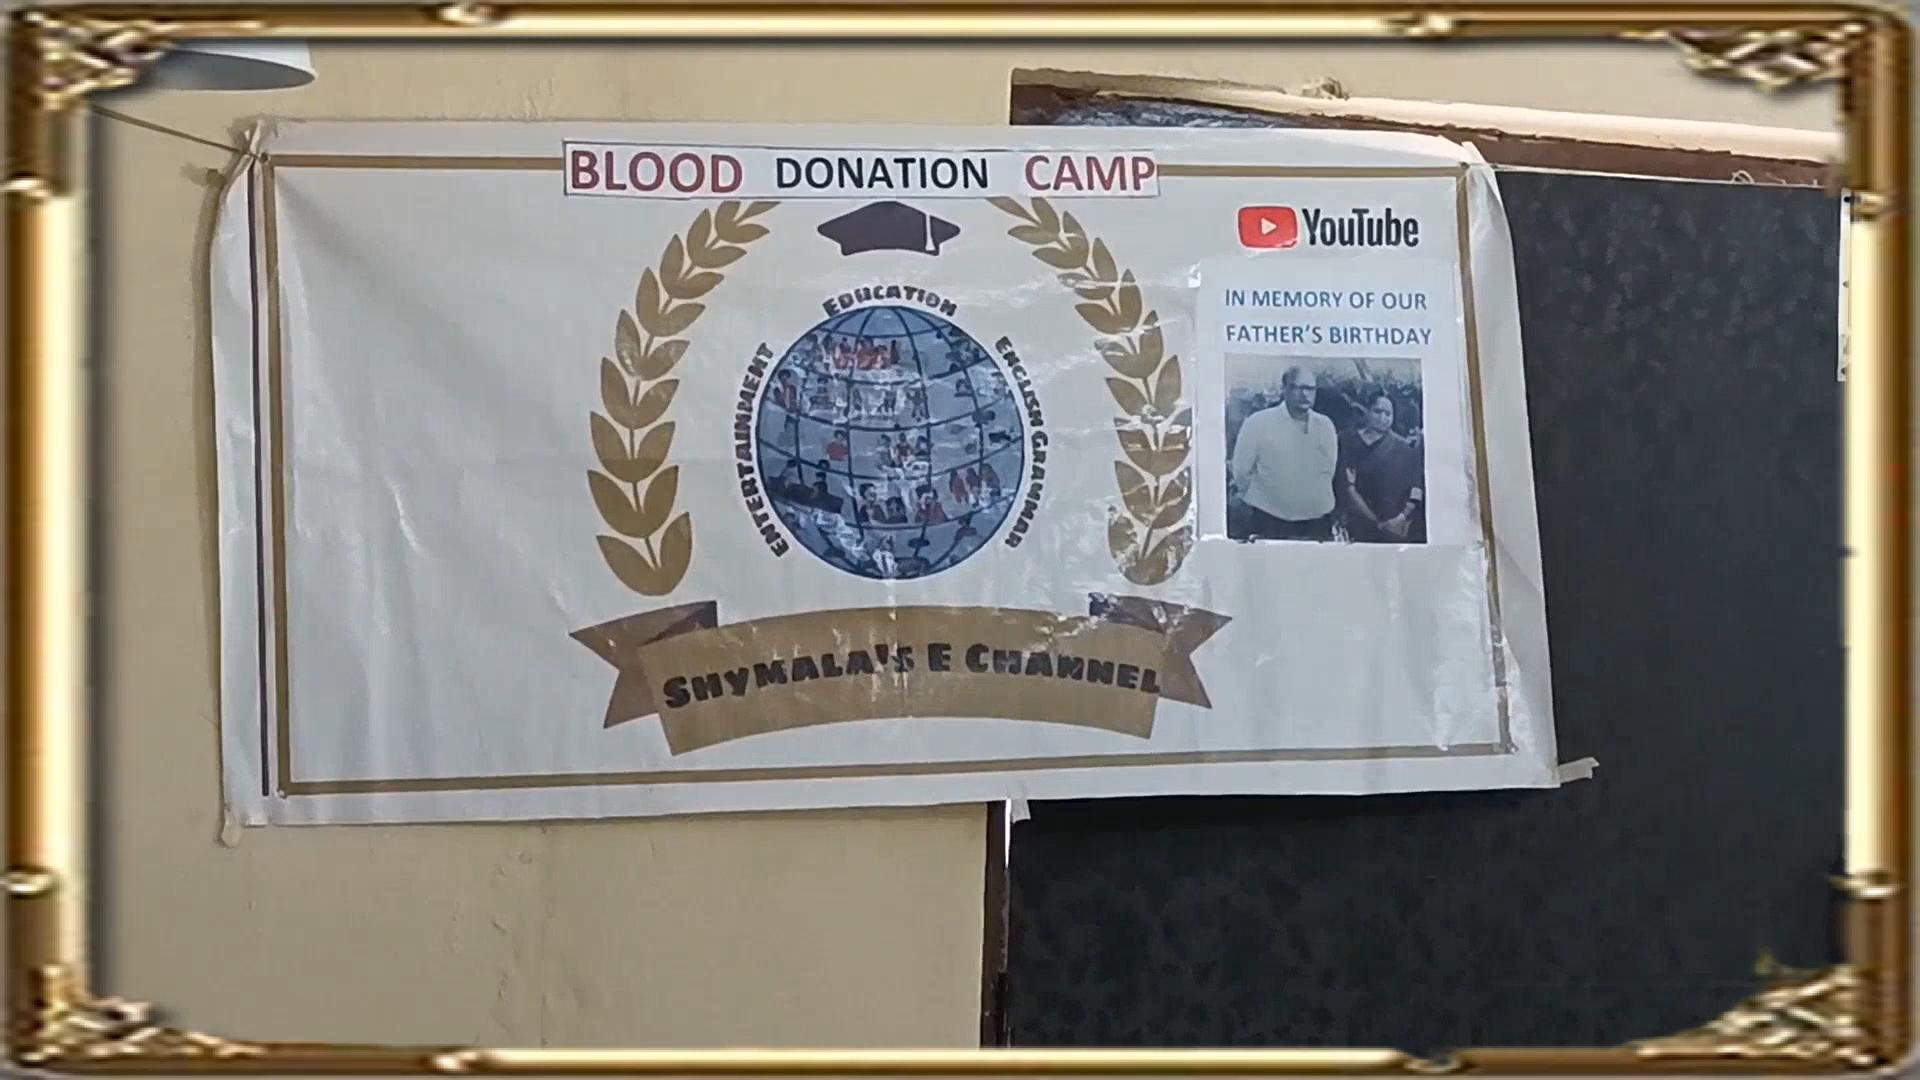 BLOOD DONATION CAMP
YouTube
IN MEMORY OF OUR
FATHER'S BIRTHDAY
EDUCATION
ENTERTAINMENT
ENGLISH GRAMMAR
SHYMALA'S E CHANNEL